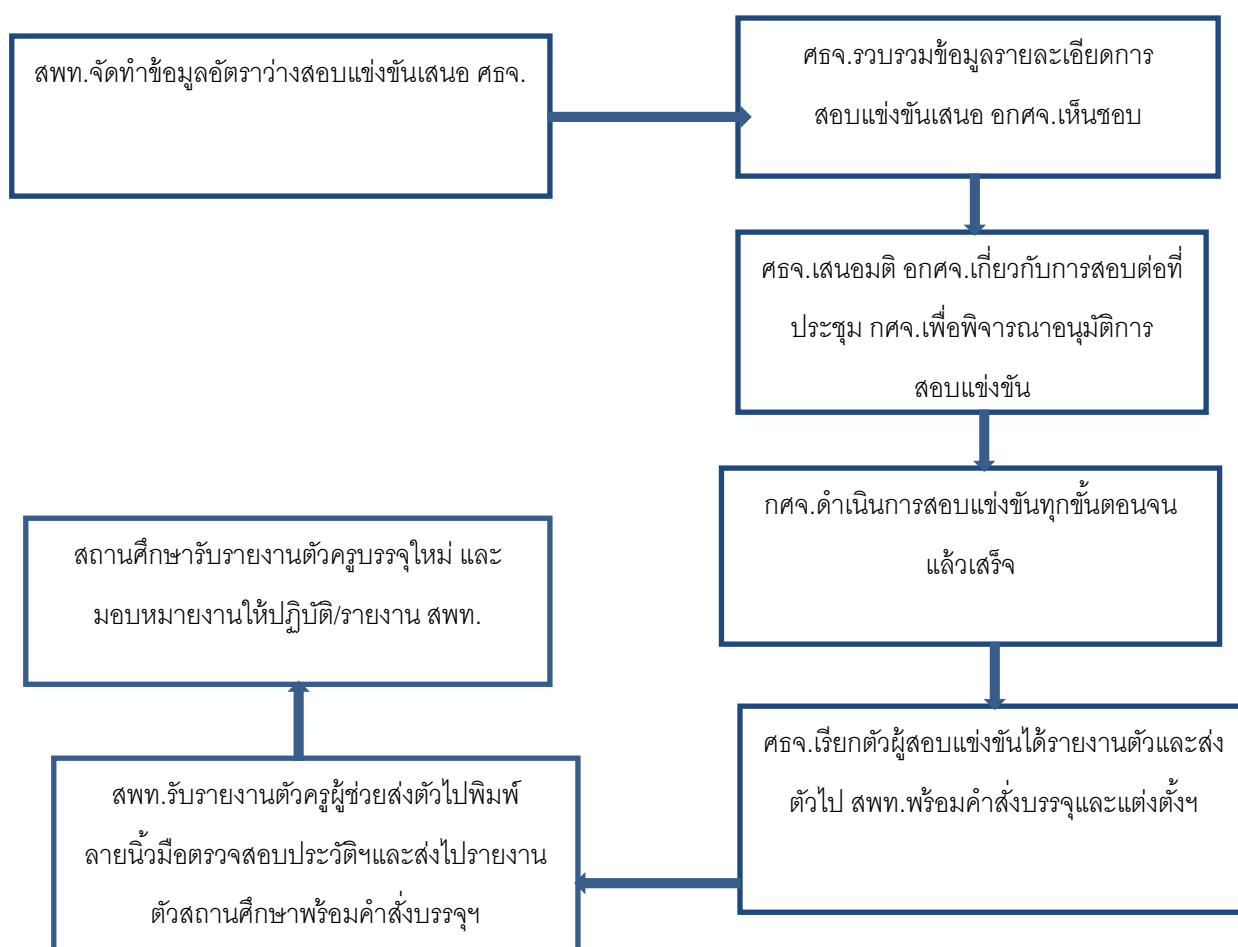 สพท.จัดทำข้อมูลอัตราว่างสอบแข่งขันเสนอ ศธจ.
ศธจ.รวบรวมข้อมูลรายละเอียดการ
สอบแข่งขันเสนอ อกศจ.เห็นชอบ
ศธจ.เสนอมติ อกศจ.เกี่ยวกับการสอบต่อที่
ประชุม กศจ.เพื่อพิจารณาอนุมัติการ
สอบแข่งขัน
กศจ.ดำเนินการสอบแข่งขันทุกขั้นตอนจน
แล้วเสร็จ
ศธจ.เรียกตัวผู้สอบแข่งขันได้รายงานตัวและส่ง
ตัวไป สพท.พร้อมคำสั่งบรรจุและแต่งตั้งฯ
สพท.รับรายงานตัวครูผู้ช่วยส่งตัวไปพิมพ์
ลายนิ้วมือตรวจสอบประวัติฯและส่งไปรายงาน
ตัวสถานศึกษาพร้อมคำสั่งบรรจุฯ
สถานศึกษารับรายงานตัวครูบรรจุใหม่ และ
มอบหมายงานให้ปฏิบัติ/รายงาน สพท.